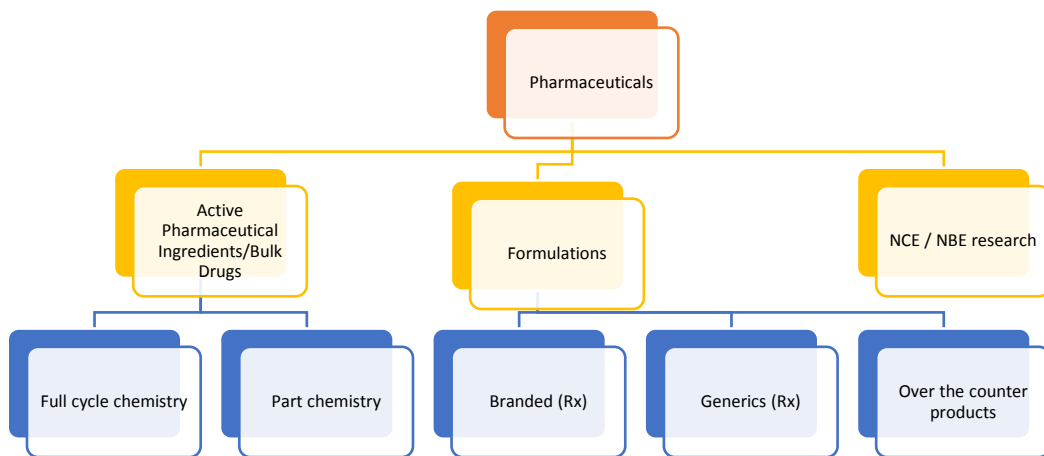 Pharmaceuticals
Active
Pharmaceutical
Ingredients/Bulk
Drugs
Formulations
NCE / NBE research
Full cycle chemistry
Part chemistry
Branded (Rx)
Generics (Rx)
Over the counter
products